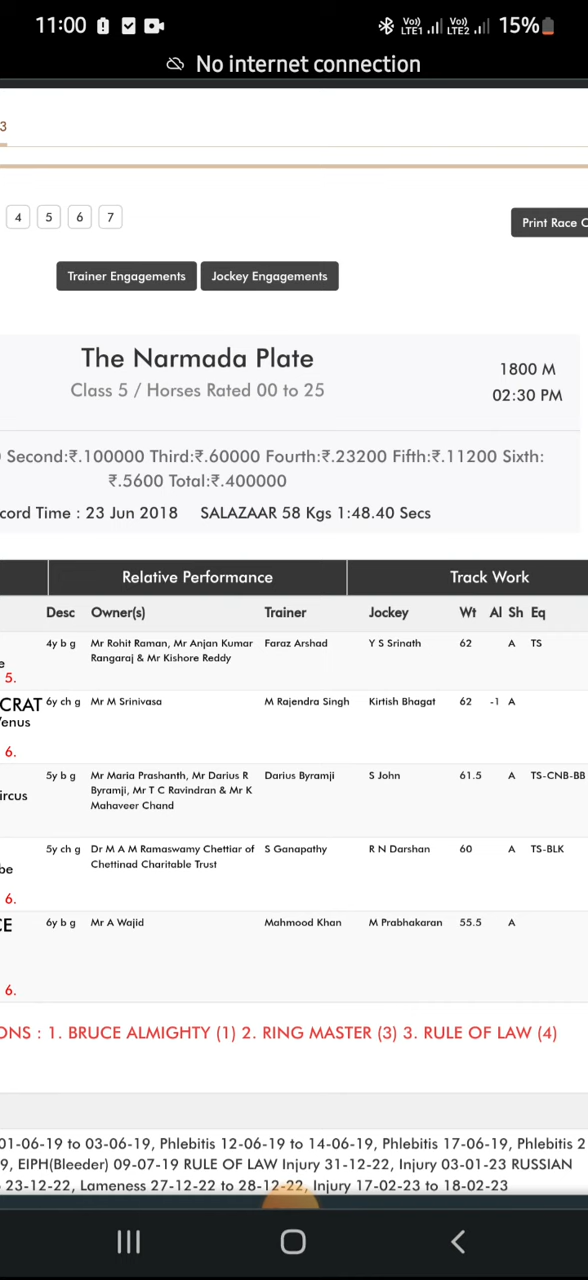 11:00 Vo)) LTE1 Vo)) LTE2 15%
No internet connection
3
4 5 6 7
Print Race C
Trainer Engagements Jockey Engagements
The Narmada Plate
1800 M
Class 5 / Horses Rated 00 to 25
02:30 PM
Second:₹.100000 Third:₹.60000 Fourth:₹.23200 Fifth:₹.11200 Sixth:
₹.5600 Total:₹.400000
cord Time : 23 Jun 2018 SALAZAAR 58 Kgs 1:48.40 Secs
Relative Performance Track Work
Desc Owner(s) Trainer Jockey Wt Al Sh Eq
4y b g Mr Rohit Raman, Mr Anjan Kumar Faraz Arshad Y S Srinath 62 A TS
Rangaraj & Mr Kishore Reddy
e
5.
CRAT 6y ch g Mr M Srinivasa M Rajendra Singh Kirtish Bhagat 62 -1 A
Venus
6.
5y b g Mr Maria Prashanth, Mr Darius R Darius Byramji S John 61.5 A TS-CNB-BB
Byramji, Mr T C Ravindran & Mr K
ircus
Mahaveer Chand
5y ch g Dr M A M Ramaswamy Chettiar of S Ganapathy R N Darshan 60 A TS-BLK
Chettinad Charitable Trust
be
6.
CE 6y b g Mr A Wajid Mahmood Khan M Prabhakaran 55.5 A
6.
ONS : 1. BRUCE ALMIGHTY (1) 2. RING MASTER (3) 3. RULE OF LAW (4)
01-06-19 to 03-06-19, Phlebitis 12-06-19 to 14-06-19, Phlebitis 17-06-19, Phlebitis 2
9, EIPH(Bleeder) 09-07-19 RULE OF LAW Injury 31-12-22, Injury 03-01-23 RUSSIAN
23-12-22, Lameness 27-12-22 to 28-12-22, Injury 17-02-23 to 18-02-23